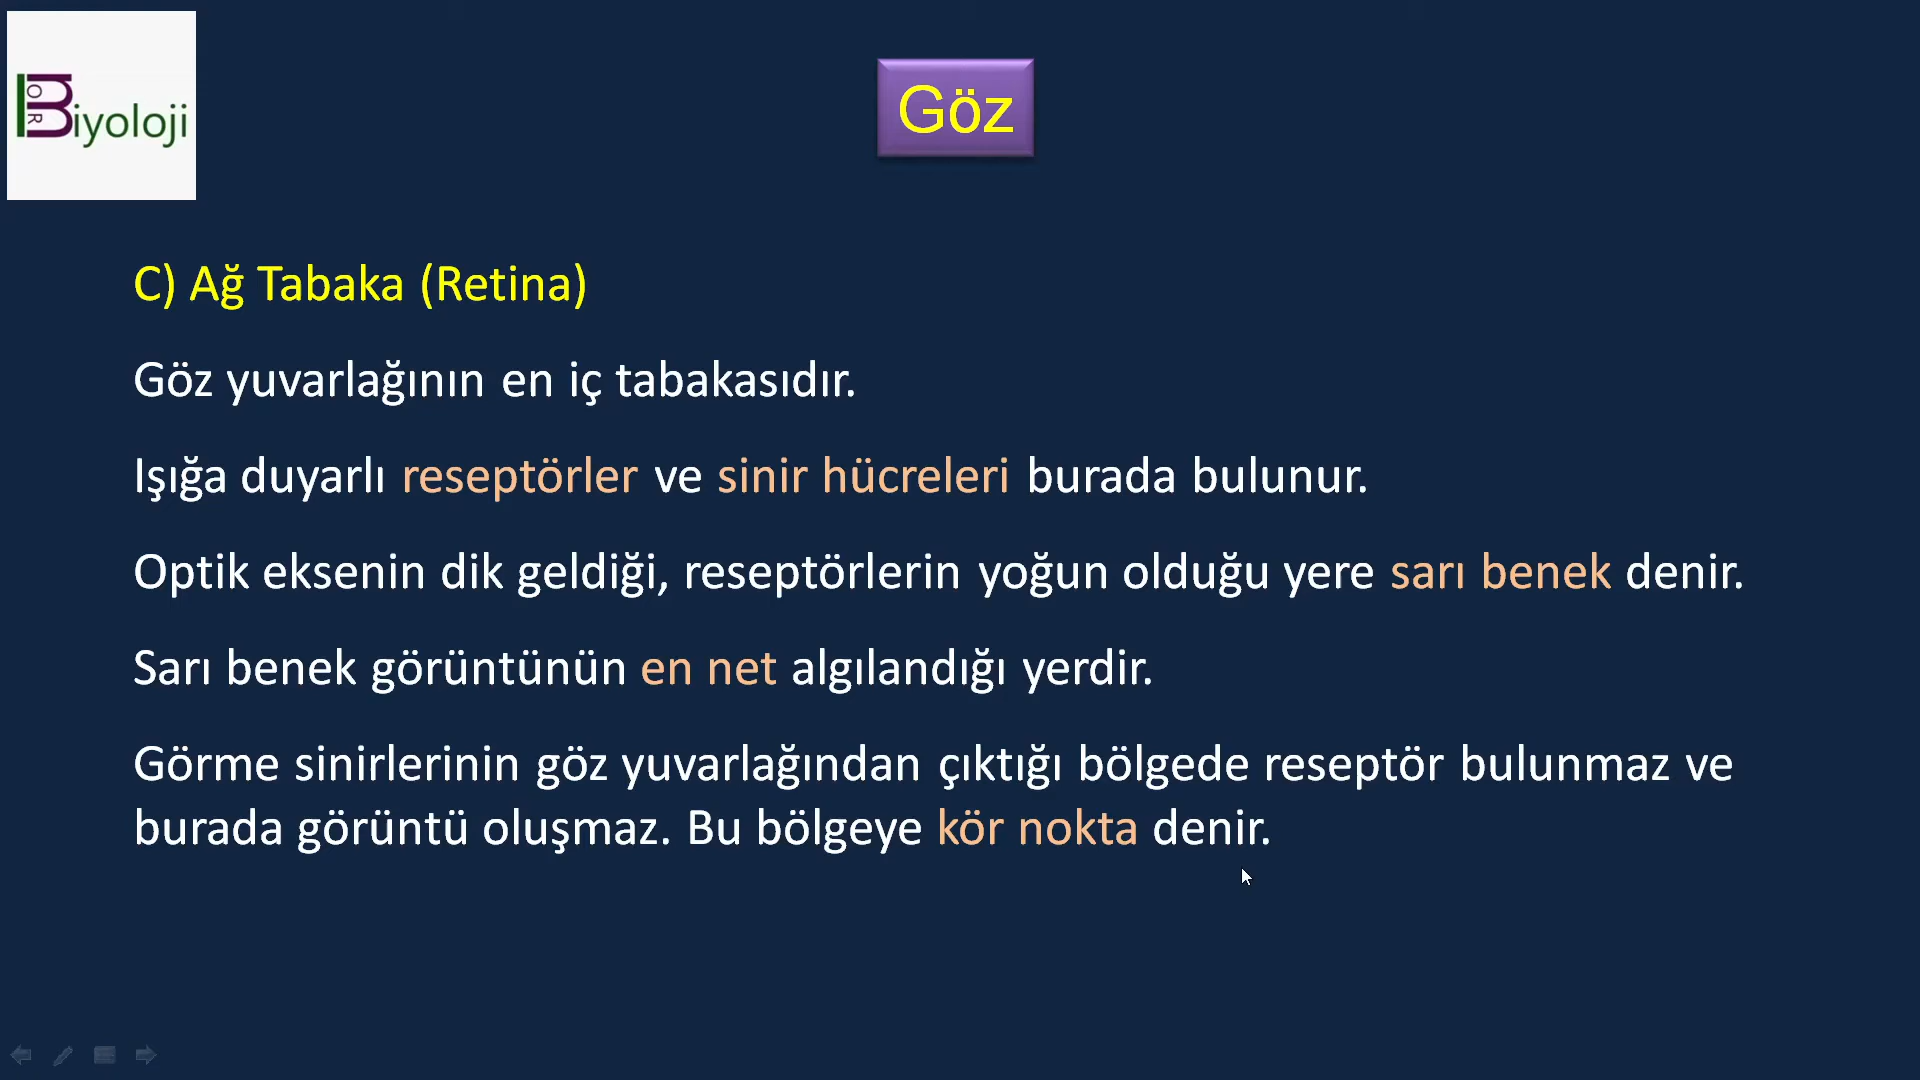 BOR
Biyoloji
Göz
C) Ağ Tabaka (Retina)
Göz yuvarlağının en iç tabakasıdır.
Işığa duyarlı reseptörler ve sinir hücreleri burada bulunur.
Optik eksenin dik geldiği, reseptörlerin yoğun olduğu yere sarı benek denir.
Sarı benek görüntünün en net algılandığı yerdir.
Görme sinirlerinin göz yuvarlağından çıktığı bölgede reseptör bulunmaz ve
burada görüntü oluşmaz. Bu bölgeye kör nokta denir.